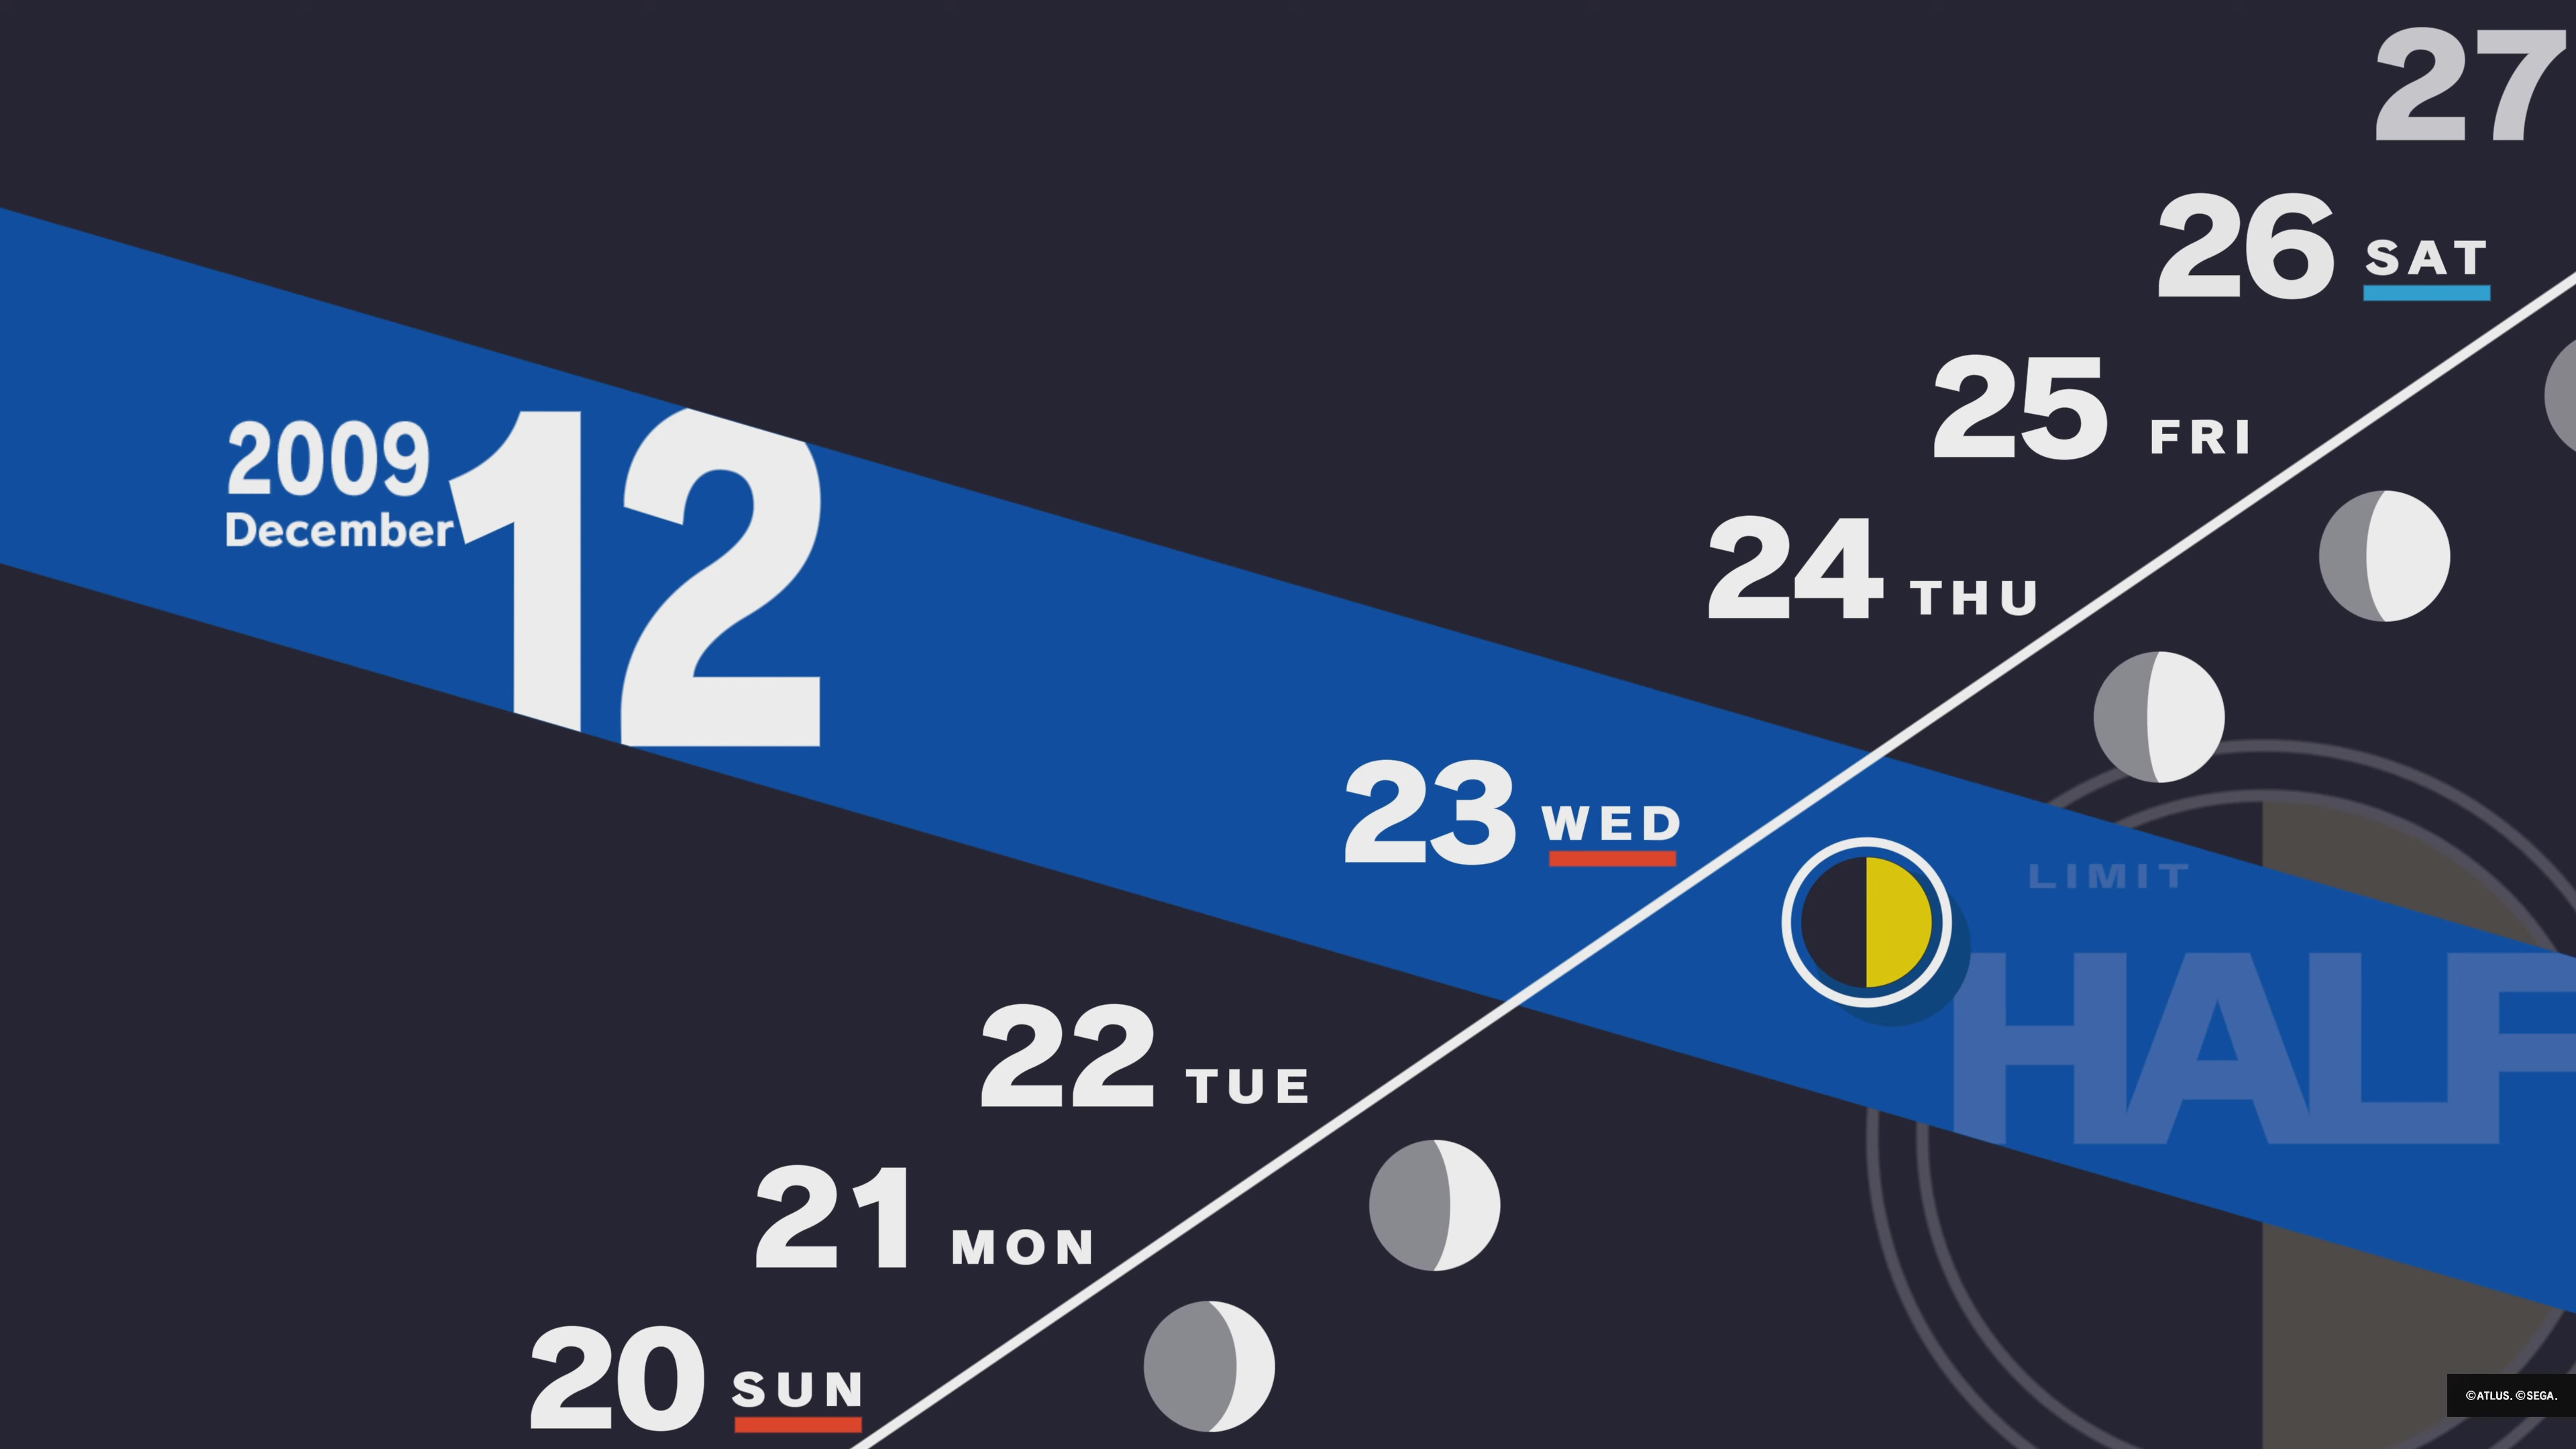 27
26 SAT
25 FRI
24 THU
2009
December
12
23 WED
LIMIT
HALF
22 TUE
21 MON
20 SUN
©ATLUS. ©SEGA.